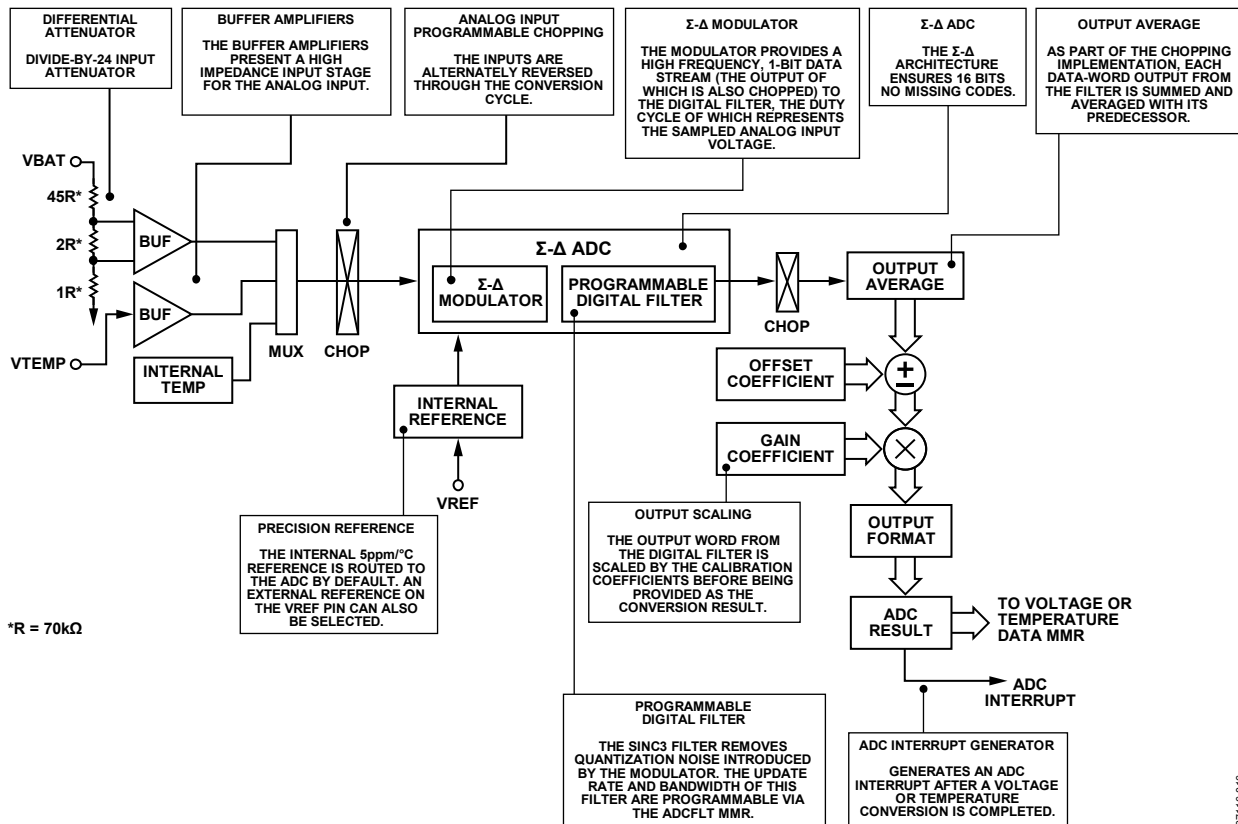 DIFFERENTIAL
ATTENUATOR
DIVIDE-BY-24 INPUT
ATTENUATOR
BUFFER AMPLIFIERS
THE BUFFER AMPLIFIERS
PRESENT A HIGH
IMPEDANCE INPUT STAGE
FOR THE ANALOG INPUT.
ANALOG INPUT
PROGRAMMABLE CHOPPING
THE INPUTS ARE
ALTERNATELY REVERSED
THROUGH THE CONVERSION
CYCLE.
Σ-Δ MODULATOR
THE MODULATOR PROVIDES A
HIGH FREQUENCY, 1-BIT DATA
STREAM (THE OUTPUT OF
WHICH IS ALSO CHOPPED) TO
THE DIGITAL FILTER, THE DUTY
CYCLE OF WHICH REPRESENTS
THE SAMPLED ANALOG INPUT
VOLTAGE.
Σ-Δ ADC
THE Σ-Δ
ARCHITECTURE
ENSURES 16 BITS
NO MISSING CODES.
OUTPUT AVERAGE
AS PART OF THE CHOPPING
IMPLEMENTATION, EACH
DATA-WORD OUTPUT FROM
THE FILTER IS SUMMED AND
AVERAGED WITH ITS
PREDECESSOR.
VBAT
45R*
2R*
1R*
BUF
BUF
VTEMP
INTERNAL
TEMP
MUX
CHOP
Σ-Δ ADC
Σ-Δ
MODULATOR
PROGRAMMABLE
DIGITAL FILTER
CHOP
OUTPUT
AVERAGE
INTERNAL
REFERENCE
VREF
OFFSET
COEFFICIENT
±
GAIN
COEFFICIENT
×
OUTPUT
FORMAT
ADC
RESULT
TO VOLTAGE OR
TEMPERATURE
DATA MMR
ADC
INTERRUPT
PRECISION REFERENCE
THE INTERNAL 5ppm/°C
REFERENCE IS ROUTED TO
THE ADC BY DEFAULT. AN
EXTERNAL REFERENCE ON
THE VREF PIN CAN ALSO
BE SELECTED.
OUTPUT SCALING
THE OUTPUT WORD FROM
THE DIGITAL FILTER IS
SCALED BY THE CALIBRATION
COEFFICIENTS BEFORE BEING
PROVIDED AS THE
CONVERSION RESULT.
*R = 70kΩ
PROGRAMMABLE
DIGITAL FILTER
THE SINC3 FILTER REMOVES
QUANTIZATION NOISE INTRODUCED
BY THE MODULATOR. THE UPDATE
RATE AND BANDWIDTH OF THIS
FILTER ARE PROGRAMMABLE VIA
THE ADCFLT MMR.
ADC INTERRUPT GENERATOR
GENERATES AN ADC
INTERRUPT AFTER A VOLTAGE
OR TEMPERATURE
CONVERSION IS COMPLETED.